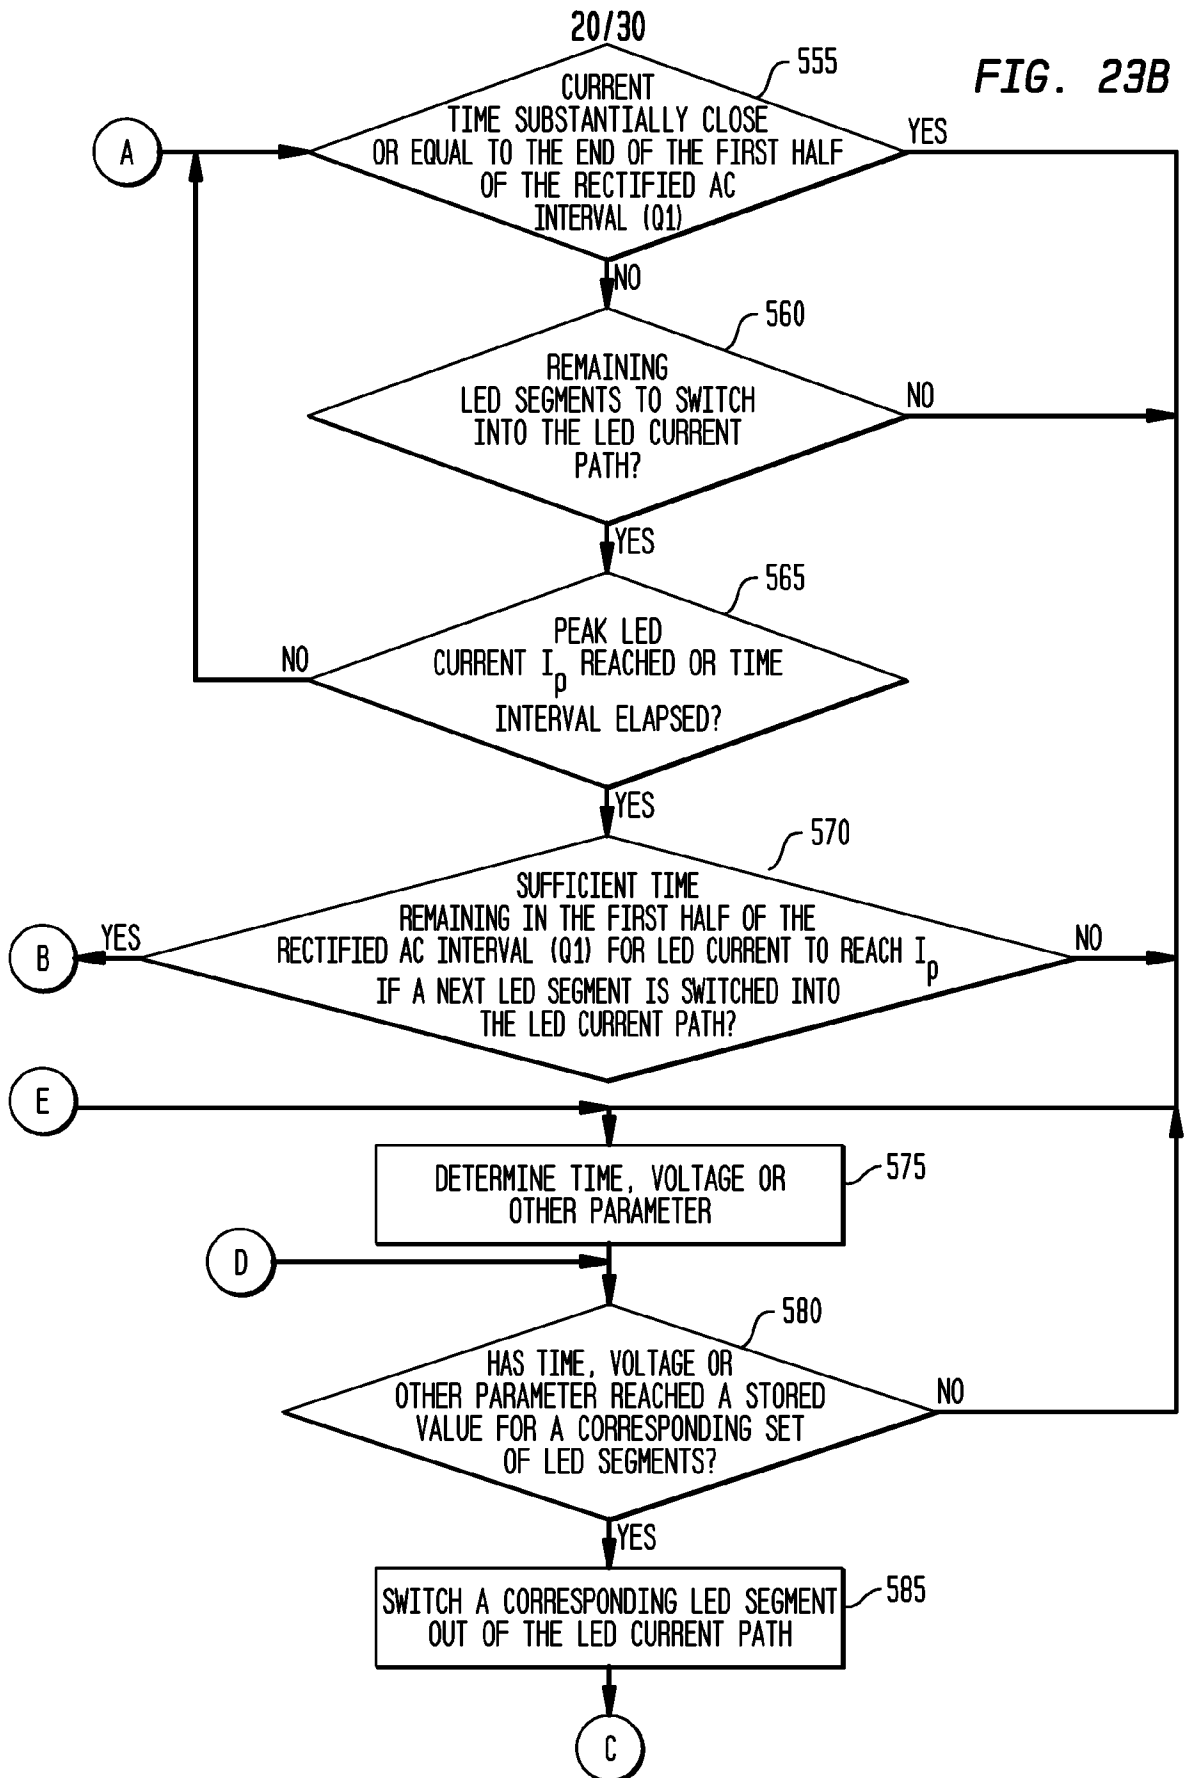 20/30
FIG. 23B
555
CURRENT
TIME SUBSTANTIALLY CLOSE
OR EQUAL TO THE END OF THE FIRST HALF
OF THE RECTIFIED AC
INTERVAL (Q1)
A
YES
NO
560
REMAINING
LED SEGMENTS TO SWITCH
INTO THE LED CURRENT
PATH?
NO
YES
565
PEAK LED
CURRENT Ip REACHED OR TIME
INTERVAL ELAPSED?
NO
YES
570
SUFFICIENT TIME
REMAINING IN THE FIRST HALF OF THE
RECTIFIED AC INTERVAL (Q1) FOR LED CURRENT TO REACH Ip
IF A NEXT LED SEGMENT IS SWITCHED INTO
THE LED CURRENT PATH?
YES
B
NO
E
575
DETERMINE TIME, VOLTAGE OR
OTHER PARAMETER
D
580
HAS TIME, VOLTAGE OR
OTHER PARAMETER REACHED A STORED
VALUE FOR A CORRESPONDING SET
OF LED SEGMENTS?
NO
YES
585
SWITCH A CORRESPONDING LED SEGMENT
OUT OF THE LED CURRENT PATH
C